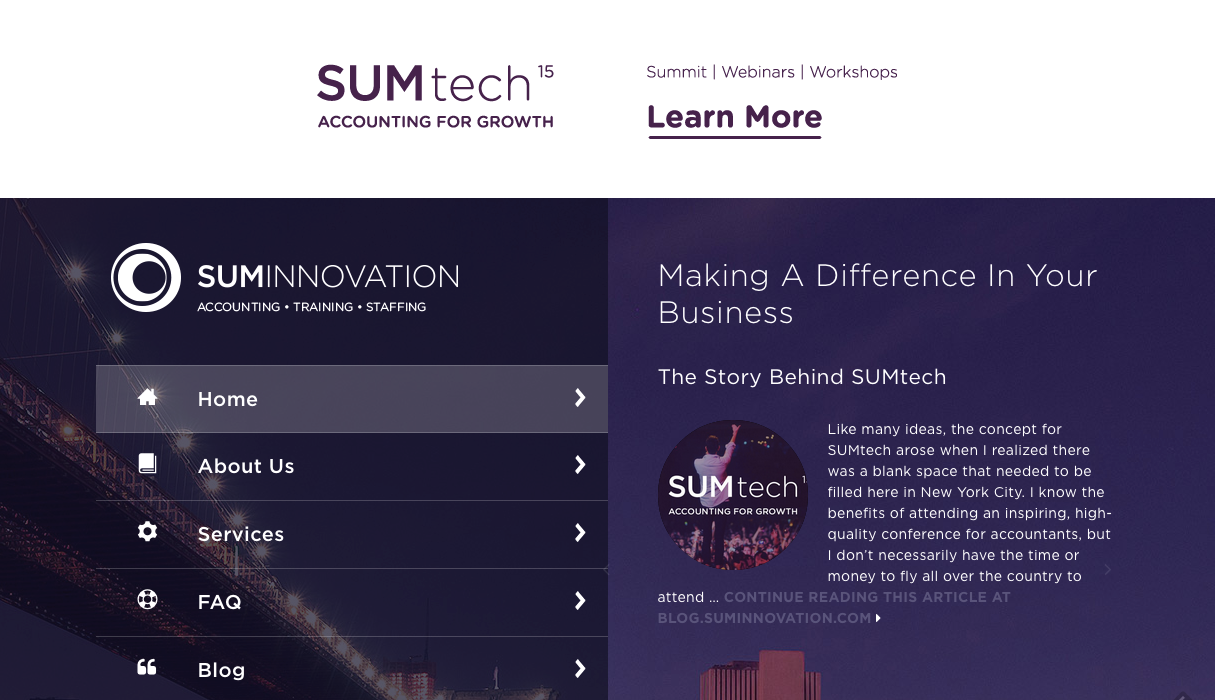 SUMtech 15
ACCOUNTING FOR GROWTH
Summit | Webinars | Workshops
Learn More
SUMINNOVATION
ACCOUNTING • TRAINING • STAFFING
Home
About Us
Services
FAQ
Blog
Making A Difference In Your
Business
The Story Behind SUMtech
SUMtech 1
ACCOUNTING FOR GROWTH
Like many ideas, the concept for
SUMtech arose when I realized there
was a blank space that needed to be
filled here in New York City. I know the
benefits of attending an inspiring, high-
quality conference for accountants, but
I don't necessarily have the time or
money to fly all over the country to
attend ... CONTINUE READING THIS ARTICLE AT
BLOG.SUMINNOVATION.COM